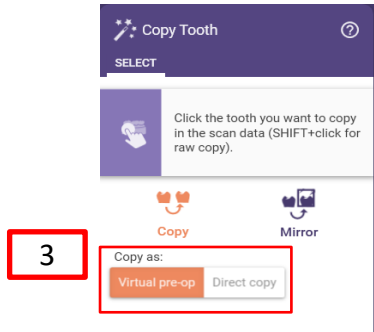 Copy Tooth
SELECT
Click the tooth you want to copy
in the scan data (SHIFT+click for
raw copy).
Copy
Mirror
3
Copy as:
Virtual pre-op
Direct copy